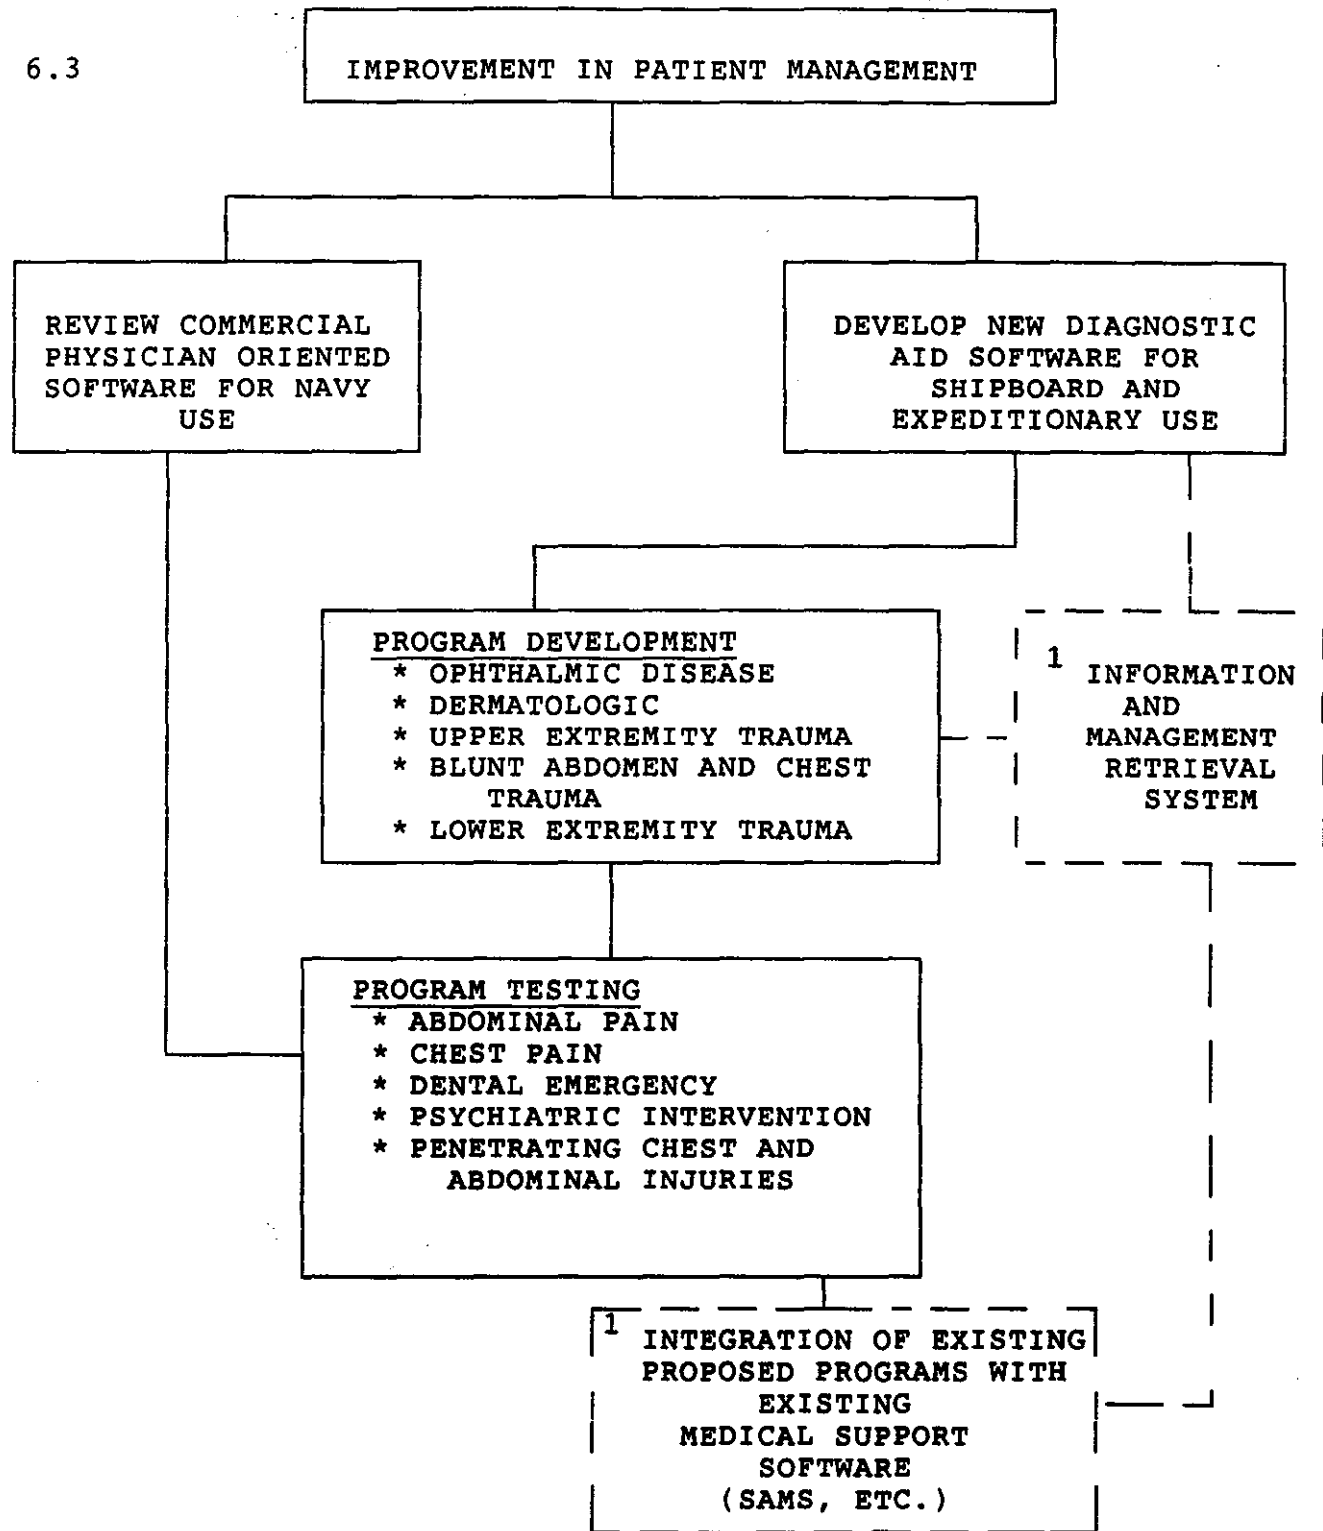 6.3
IMPROVEMENT IN PATIENT MANAGEMENT
REVIEW COMMERCIAL
PHYSICIAN ORIENTED
SOFTWARE FOR NAVY
USE
DEVELOP NEW DIAGNOSTIC
AID SOFTWARE FOR
SHIPBOARD AND
EXPEDITIONARY USE
PROGRAM DEVELOPMENT
* OPHTHALMIC DISEASE
* DERMATOLOGIC
* UPPER EXTREMITY TRAUMA
* BLUNT ABDOMEN AND CHEST
TRAUMA
* LOWER EXTREMITY TRAUMA
1
INFORMATION
AND
MANAGEMENT
RETRIEVAL
SYSTEM
PROGRAM TESTING
* ABDOMINAL PAIN
* CHEST PAIN
* DENTAL EMERGENCY
* PSYCHIATRIC INTERVENTION
* PENETRATING CHEST AND
ABDOMINAL INJURIES
1
INTEGRATION OF EXISTING
PROPOSED PROGRAMS WITH
EXISTING
MEDICAL SUPPORT
SOFTWARE
(SAMS, ETC.)